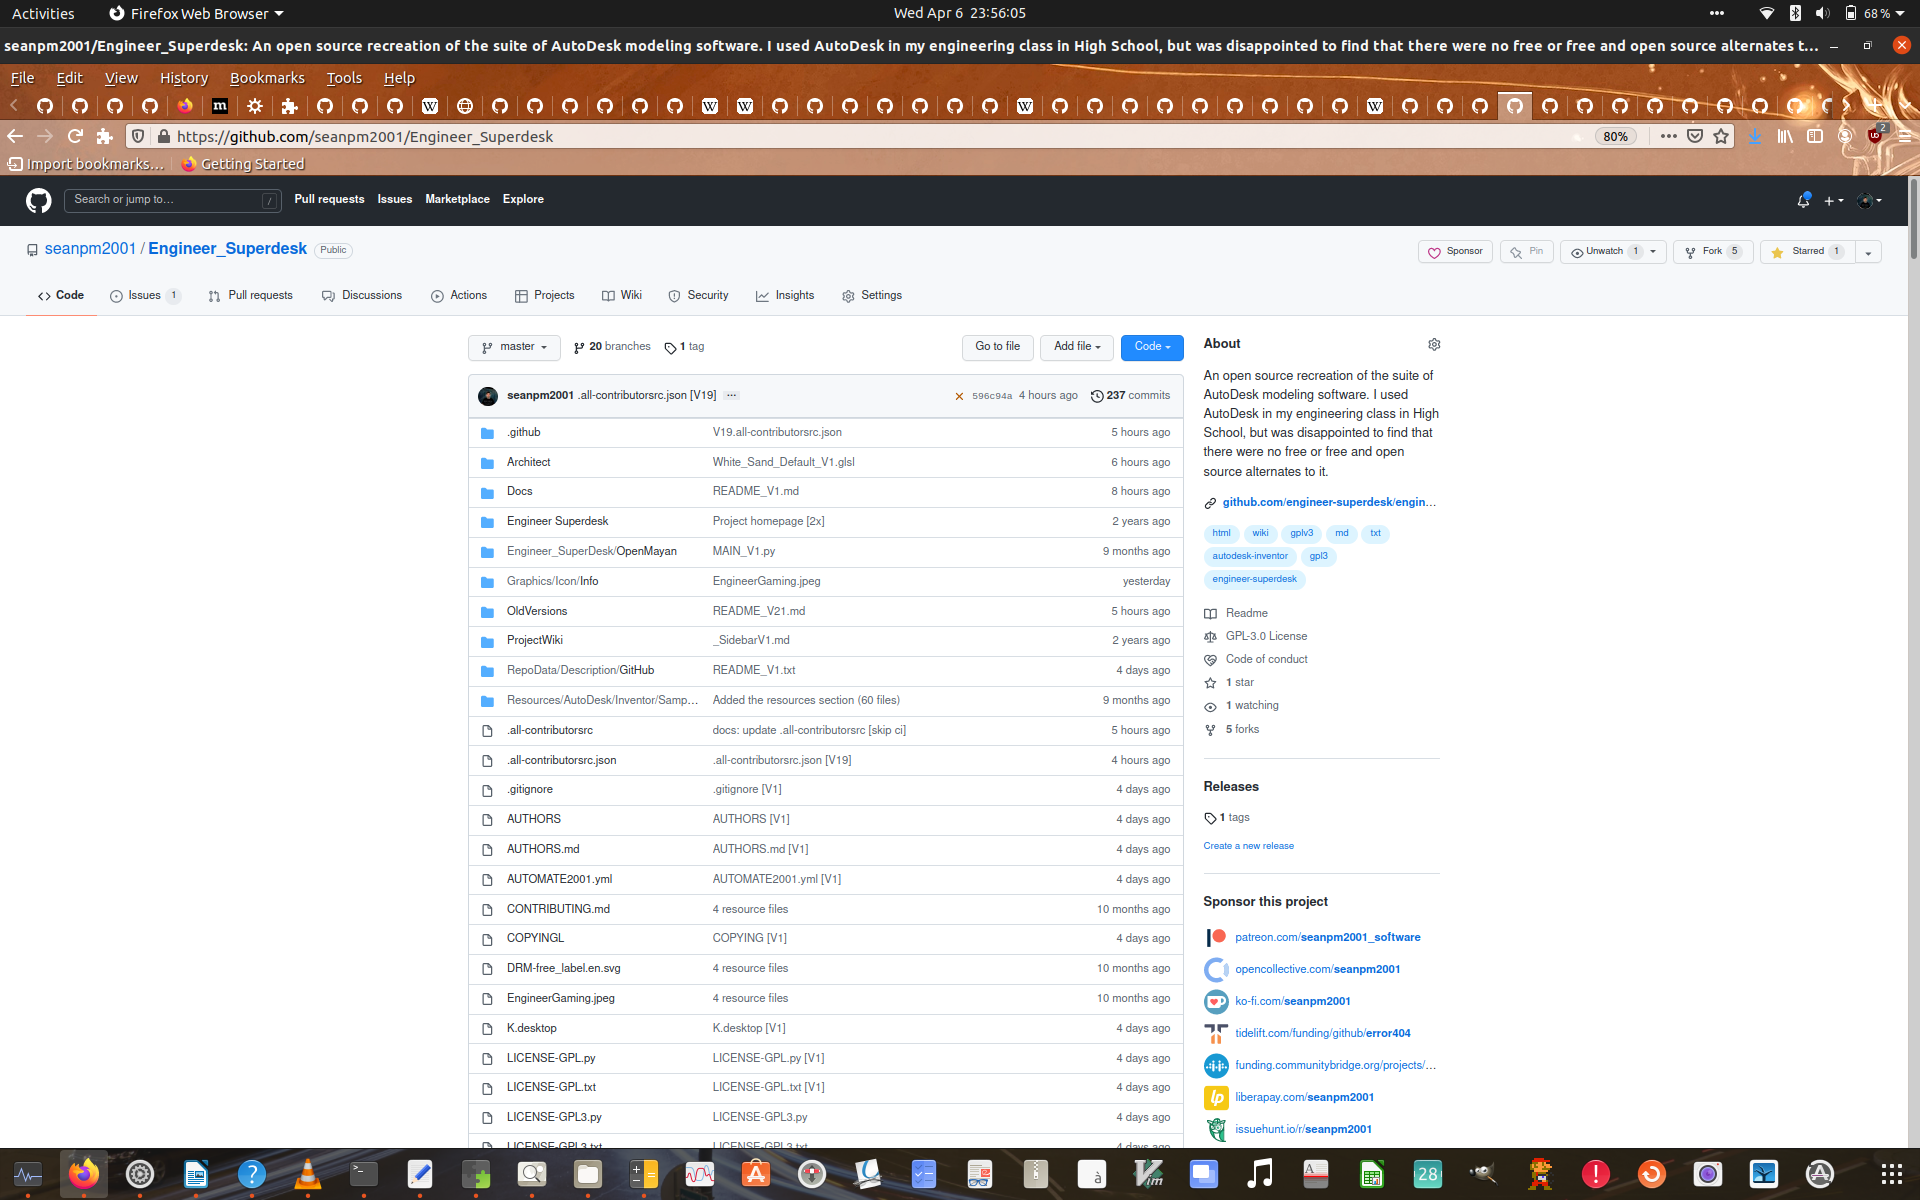 Activities
Firefox Web Browser
Wed Apr 6 23:56:05
68 %
seanpm2001/Engineer_Superdesk: An open source recreation of the suite of AutoDesk modeling software. I used AutoDesk in my engineering class in High School, but was disappointed to find that there were no free or free and open source alternates t…
File Edit View History Bookmarks Tools Help
https://github.com/seanpm2001/Engineer_Superdesk
80%
2
Import bookmarks…
Getting Started
Search or jump to…
/
Pull requests
Issues
Marketplace
Explore
seanpm2001 / Engineer_Superdesk
Public
Sponsor
Pin
Unwatch 1
Fork 5
Starred 1
Code
Issues 1
Pull requests
Discussions
Actions
Projects
Wiki
Security
Insights
Settings
master
20 branches
1 tag
Go to file
Add file
Code
seanpm2001 .all-contributorsrc.json [V19] ...
596c94a 4 hours ago
237 commits
.github V19.all-contributorsrc.json 5 hours ago
Architect White_Sand_Default_V1.glsl 6 hours ago
Docs README_V1.md 8 hours ago
Engineer Superdesk Project homepage [2x] 2 years ago
Engineer_SuperDesk/OpenMayan MAIN_V1.py 9 months ago
Graphics/Icon/Info EngineerGaming.jpeg yesterday
OldVersions README_V21.md 5 hours ago
ProjectWiki _SidebarV1.md 2 years ago
RepoData/Description/GitHub README_V1.txt 4 days ago
Resources/AutoDesk/Inventor/Samp… Added the resources section (60 files) 9 months ago
.all-contributorsrc docs: update .all-contributorsrc [skip ci] 5 hours ago
.all-contributorsrc.json .all-contributorsrc.json [V19] 4 hours ago
.gitignore .gitignore [V1] 4 days ago
AUTHORS AUTHORS [V1] 4 days ago
AUTHORS.md AUTHORS.md [V1] 4 days ago
AUTOMATE2001.yml AUTOMATE2001.yml [V1] 4 days ago
CONTRIBUTING.md 4 resource files 10 months ago
COPYINGL COPYING [V1] 4 days ago
DRM-free_label.en.svg 4 resource files 10 months ago
EngineerGaming.jpeg 4 resource files 10 months ago
K.desktop K.desktop [V1] 4 days ago
LICENSE-GPL.py LICENSE-GPL.py [V1] 4 days ago
LICENSE-GPL.txt LICENSE-GPL.txt [V1] 4 days ago
LICENSE-GPL3.py LICENSE-GPL3.py 4 days ago
LICENSE-GPL3.txt LICENSE-GPL3.txt 4 days ago
About
An open source recreation of the suite of
AutoDesk modeling software. I used
AutoDesk in my engineering class in High
School, but was disappointed to find that
there were no free or free and open
source alternates to it.
github.com/engineer-superdesk/engin…
html wiki gplv3 md txt
autodesk-inventor gpl3
engineer-superdesk
Readme
GPL-3.0 License
Code of conduct
1 star
1 watching
5 forks
Releases
1 tags
Create a new release
Sponsor this project
patreon.com/seanpm2001_software
opencollective.com/seanpm2001
ko-fi.com/seanpm2001
tidelift.com/funding/github/error404
funding.communitybridge.org/projects/…
liberapay.com/seanpm2001
issuehunt.io/r/seanpm2001
28